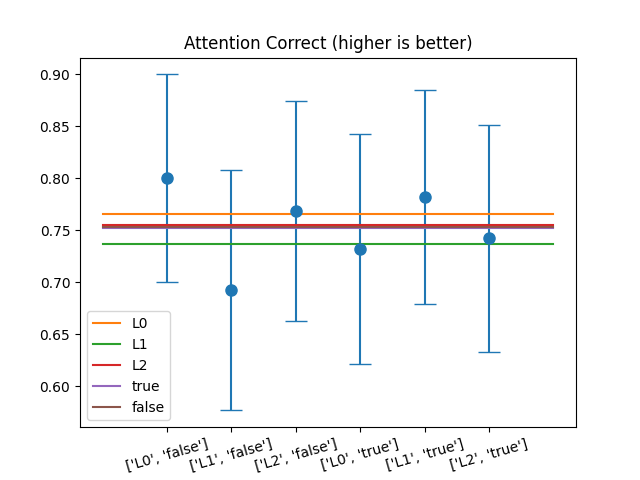 Attention Correct (higher is better)
0.90
0.85
0.80
0.75
0.70
0.65
0.60
L0
L1
L2
true
false
['L0', 'false']
['L1', 'false']
['L2', 'false']
['L0', 'true']
['L1', 'true']
['L2', 'true']